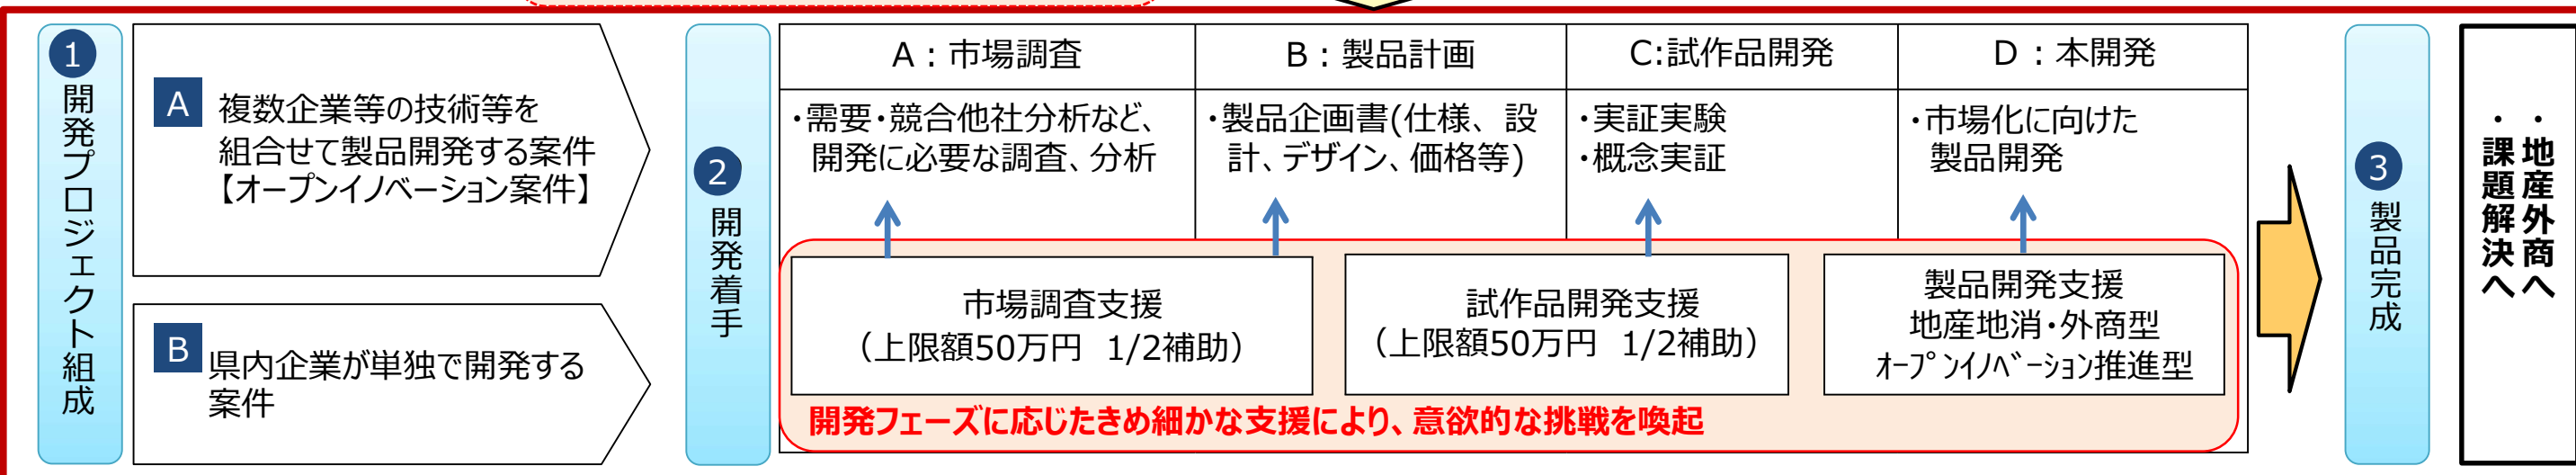 1
開発プロジェクト組成
A
複数企業等の技術等を
組合せて製品開発する案件
【オープンイノベーション案件】
B
県内企業が単独で開発する
案件
2
開発着手
A：市場調査
B：製品計画
C:試作品開発
D：本開発
・需要・競合他社分析など、
開発に必要な調査、分析
・製品企画書(仕様、設
計、デザイン、価格等)
・実証実験
・概念実証
・市場化に向けた
製品開発
市場調査支援
（上限額50万円 1/2補助）
試作品開発支援
（上限額50万円 1/2補助）
製品開発支援
地産地消・外商型
ｵｰﾌﾟﾝｲﾉﾍﾞｰｼｮﾝ推進型
開発フェーズに応じたきめ細かな支援により、意欲的な挑戦を喚起
3
製品完成
・地産外商へ
・課題解決へ